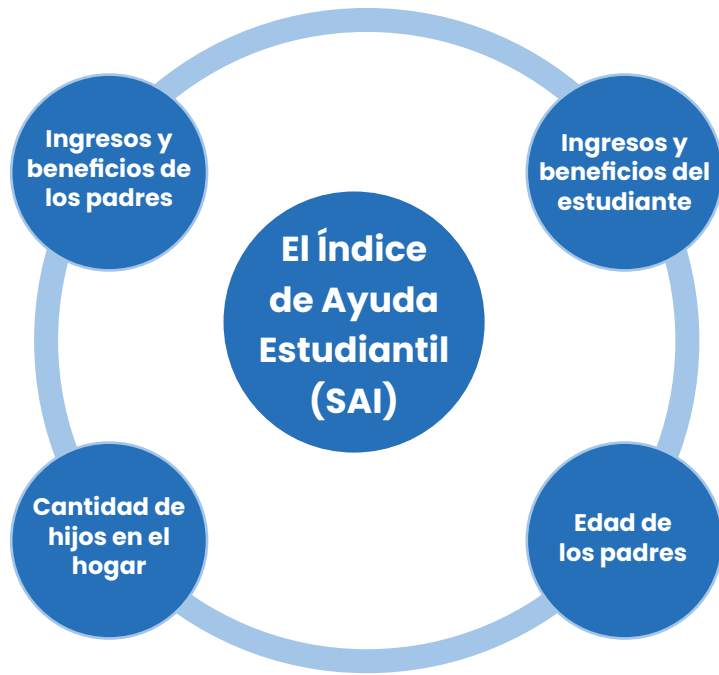 Ingresos y
beneficios de
los padres
Ingresos y
beneficios del
estudiante
El Índice
de Ayuda
Estudiantil
(SAI)
Cantidad de
hijos en el
hogar
Edad de
los padres